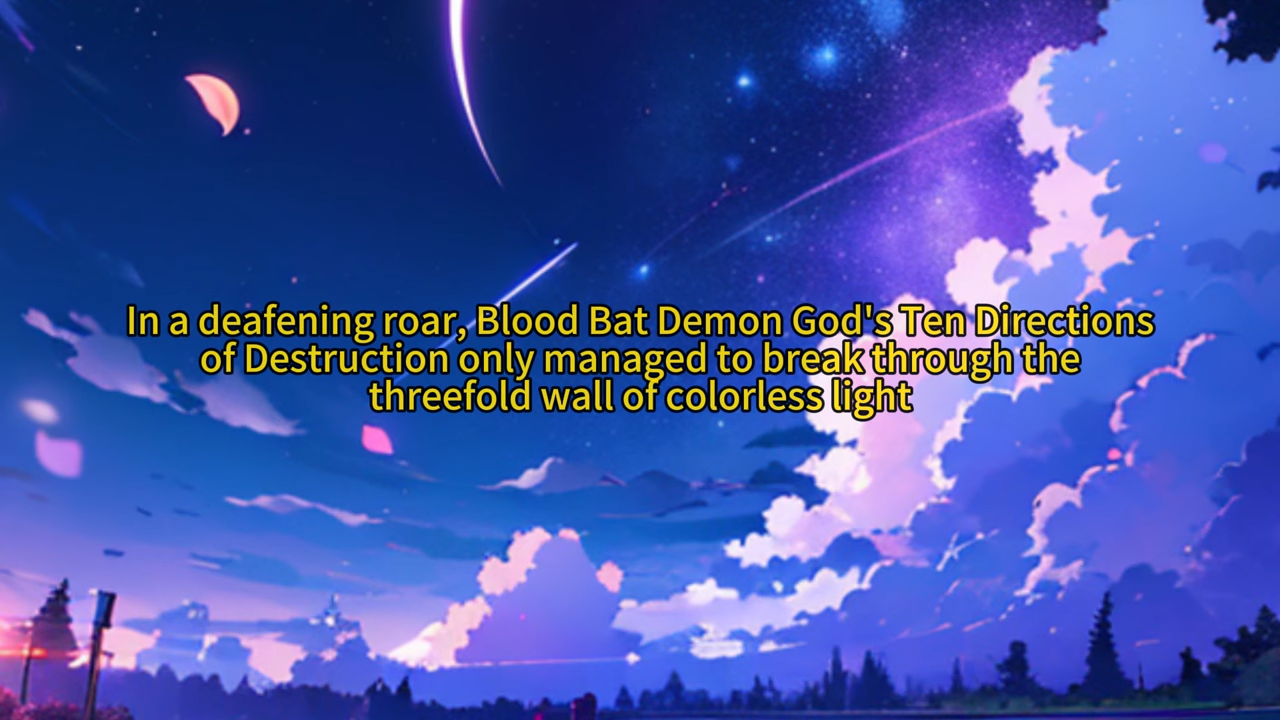 In a deafening roar, Blood Bat Demon God's Ten Directions
of Destruction only managed to break through the
threefold wall of colorless light